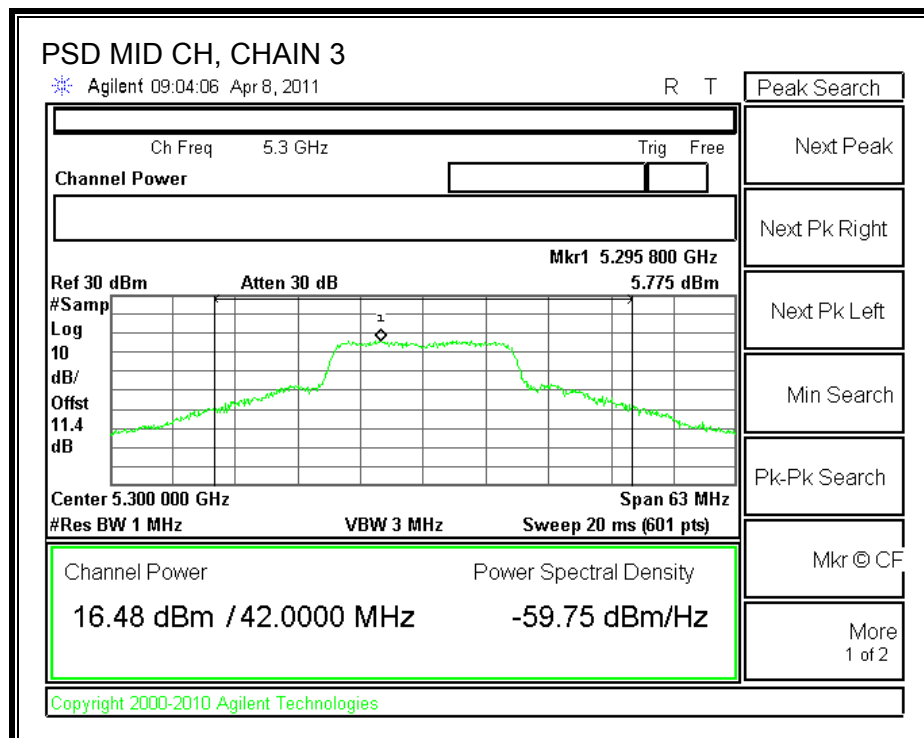 PSD MID CH, CHAIN 3
Agilent 09:04:06 Apr 8, 2011 R T
Peak Search
Ch Freq 5.3 GHz Trig Free
Next Peak
Channel Power
Next Pk Right
Mkr1 5.295 800 GHz
Ref 30 dBm Atten 30 dB 5.775 dBm
#Samp
Log
10
dB/
Offst
11.4
dB
1
Next Pk Left
Min Search
Pk-Pk Search
Center 5.300 000 GHz Span 63 MHz
#Res BW 1 MHz VBW 3 MHz Sweep 20 ms (601 pts)
Channel Power Power Spectral Density
Mkr © CF
16.48 dBm / 42.0000 MHz -59.75 dBm/Hz
More
1 of 2
Copyright 2000-2010 Agilent Technologies